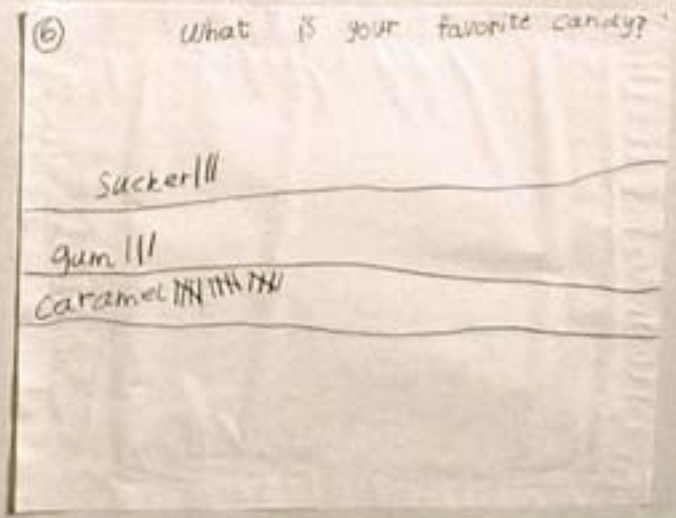 6 What is your favorite candy?
Sucker |||
gum |||
caramel 𝍸 𝍸 𝍸